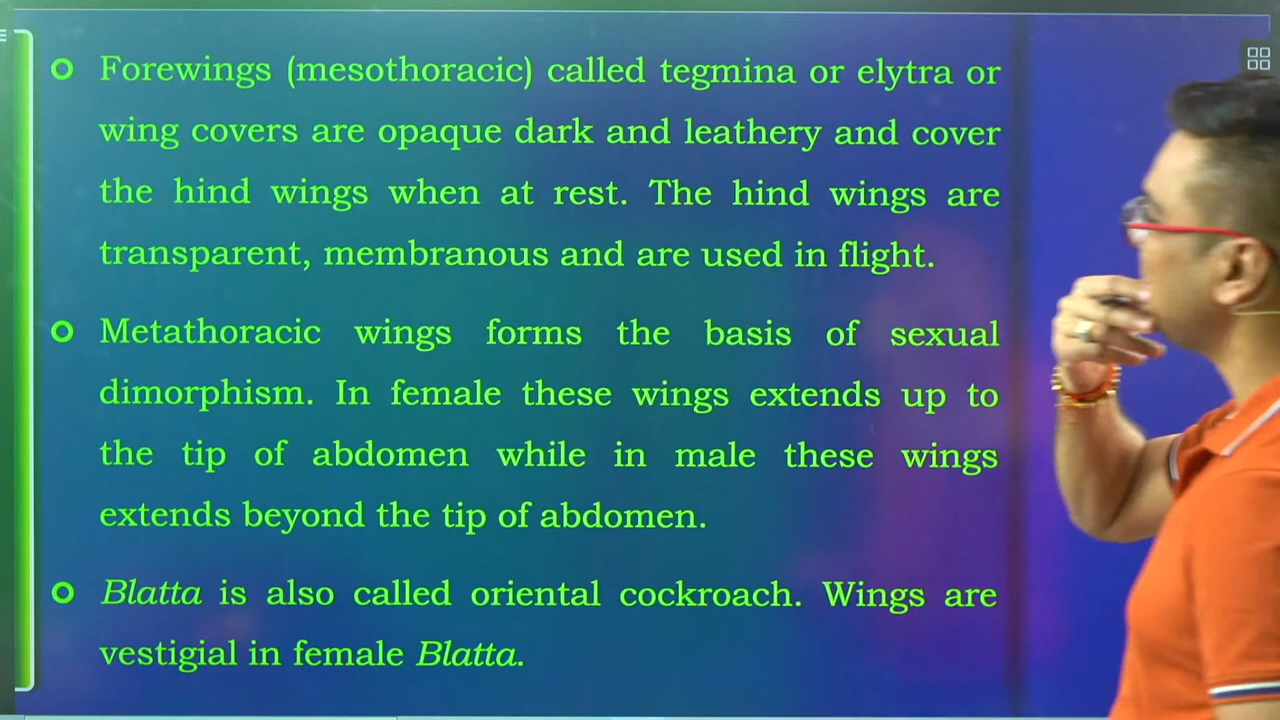 Forewings (mesothoracic) called tegmina or elytra or
wing covers are opaque dark and leathery and cover
the hind wings when at rest. The hind wings are
transparent, membranous and are used in flight.
Metathoracic wings forms the basis of sexual
dimorphism. In female these wings extends up to
the tip of abdomen while in male these wings
extends beyond the tip of abdomen.
Blatta is also called oriental cockroach. Wings are
vestigial in female Blatta.